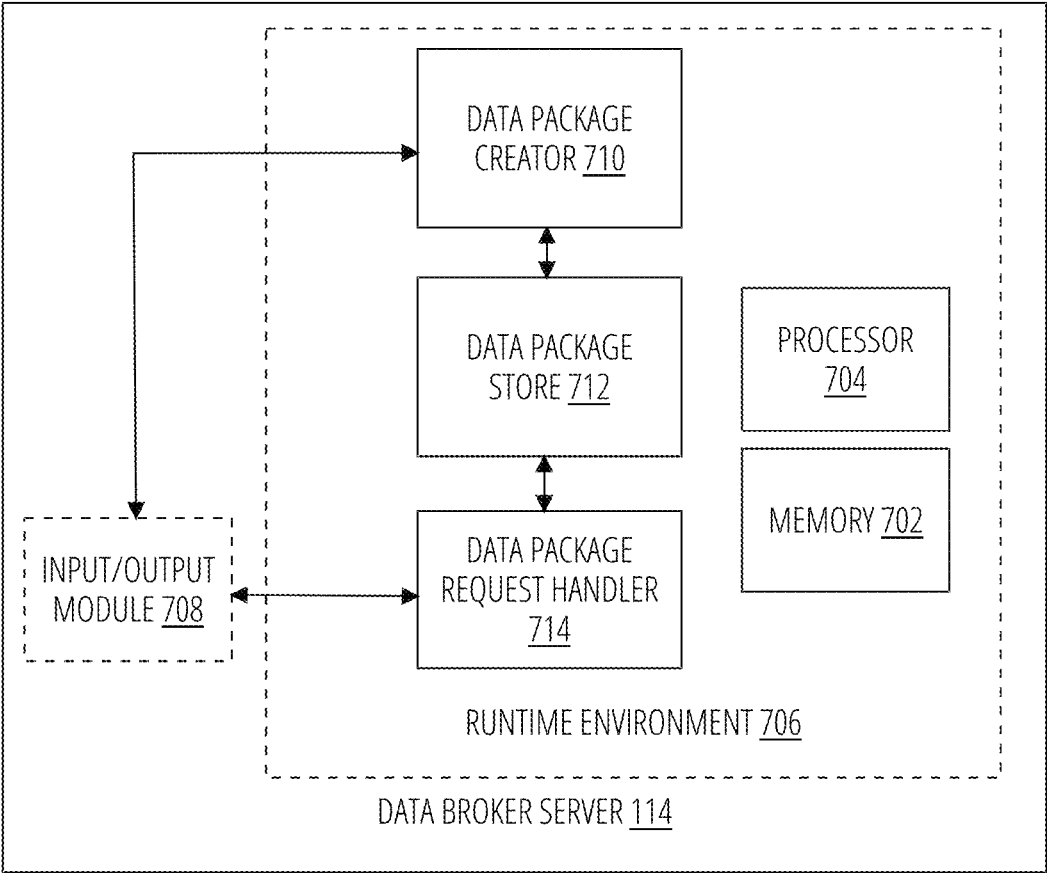 DATA PACKAGE
CREATOR 710
DATA PACKAGE
STORE 712
PROCESSOR
704
MEMORY 702
INPUT/OUTPUT
MODULE 708
DATA PACKAGE
REQUEST HANDLER
714
RUNTIME ENVIRONMENT 706
DATA BROKER SERVER 114